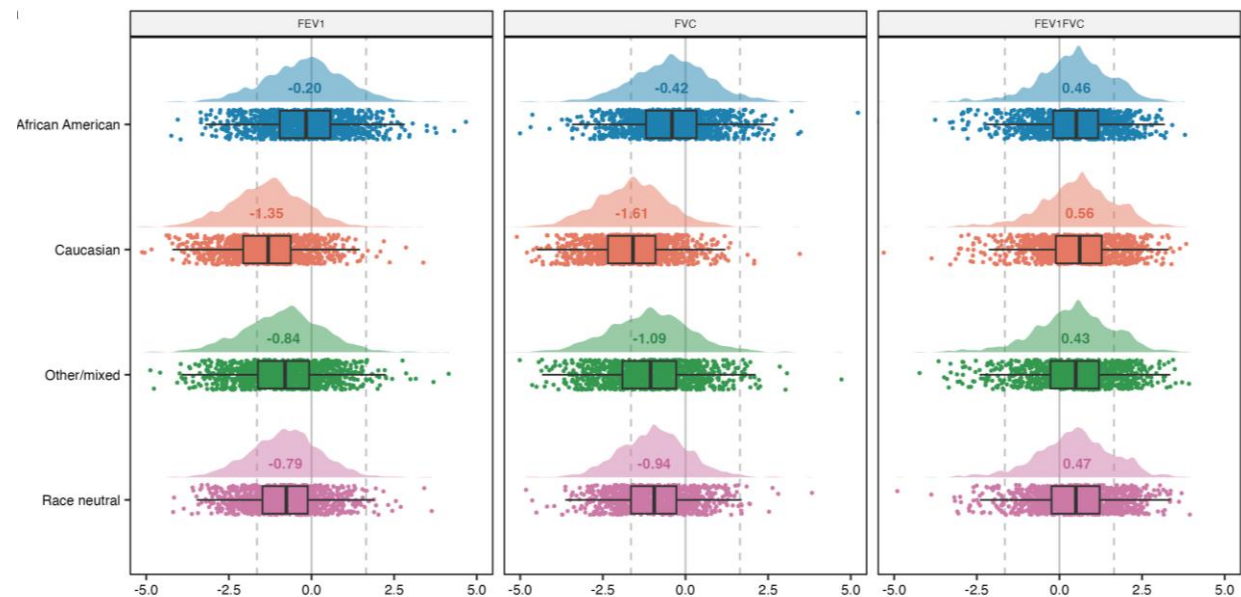 FEV1 FVC FEV1FVC
African American -0.20 -0.42 0.46
Caucasian -1.35 -1.61 0.56
Other/mixed -0.84 -1.09 0.43
Race neutral -0.79 -0.94 0.47
-5.0 -2.5 0.0 2.5 5.0 -5.0 -2.5 0.0 2.5 5.0 -5.0 -2.5 0.0 2.5 5.0